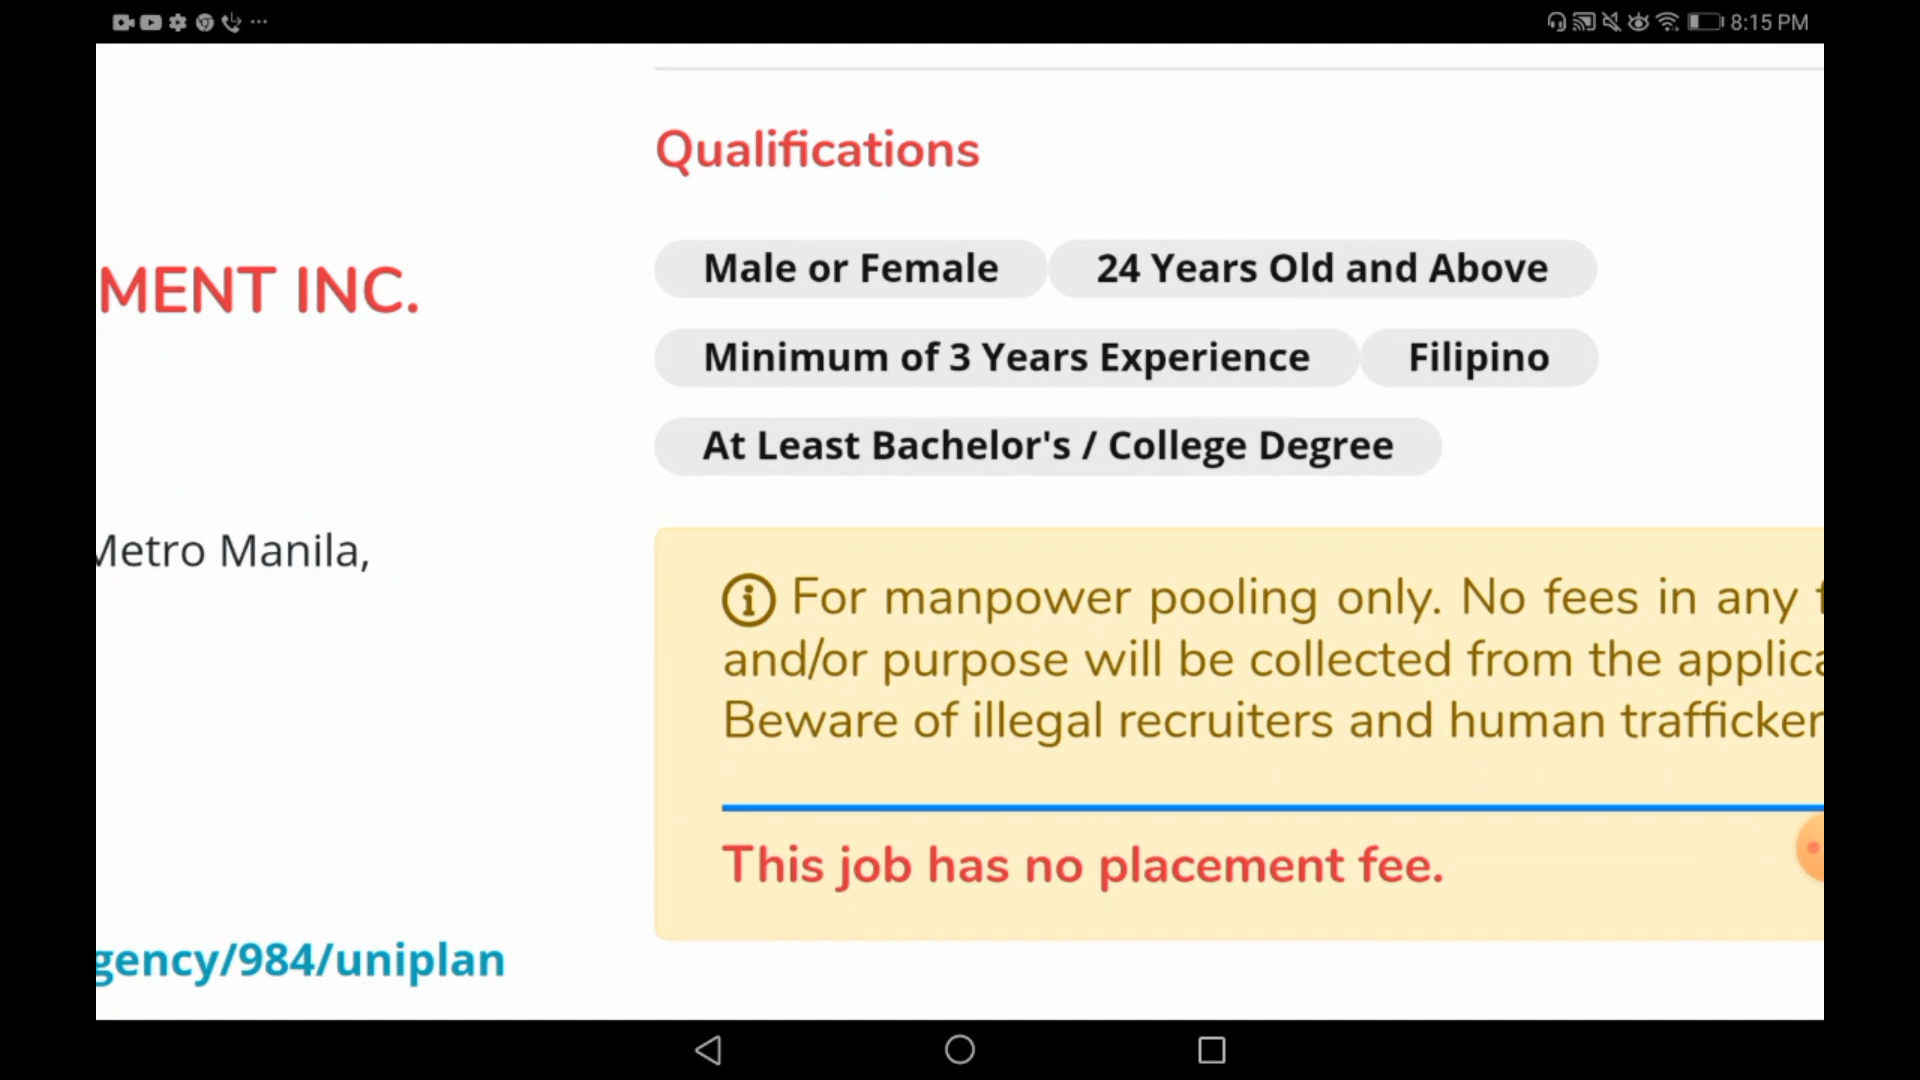 8:15 PM
Qualifications
Male or Female
24 Years Old and Above
MENT INC.
Minimum of 3 Years Experience
Filipino
At Least Bachelor's / College Degree
Metro Manila,
For manpower pooling only. No fees in any
and/or purpose will be collected from the applica
Beware of illegal recruiters and human trafficker
This job has no placement fee.
gency/984/uniplan